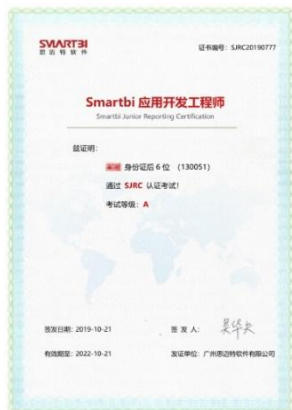 SMARTBI
思迈特软件
证书编号：SJRC20190777
Smartbi 应用开发工程师
Smartbi Junior Reporting Certification
兹证明：
身份证后 6 位 （130051）
通过 SJRC 认证考试！
考试等级：A
签发日期：2019-10-21
签 发 人：
有效期至：2022-10-21
发证单位：广州思迈特软件有限公司